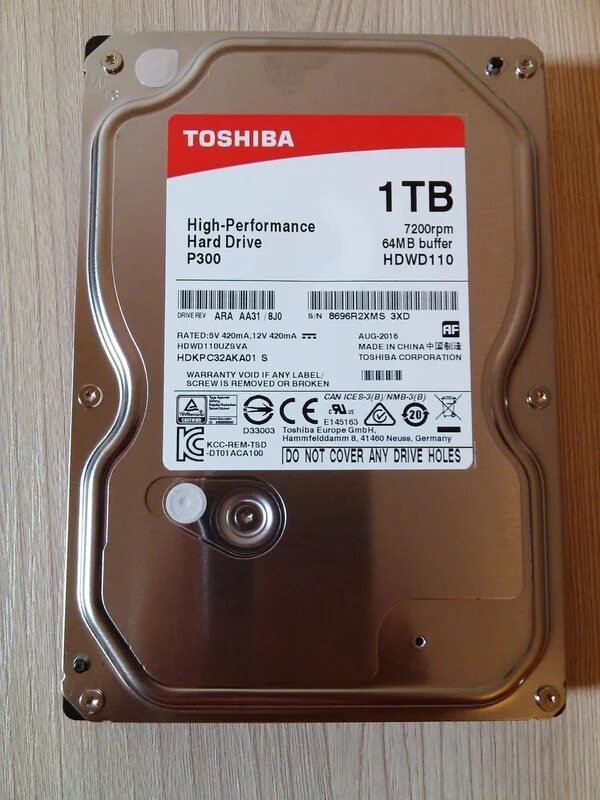 TOSHIBA
1TB
High-Performance
Hard Drive
P300
7200rpm
64MB buffer
HDWD110
DRIVE REV ARA AA31 / 8J0
S/N 8696R2XMS 3XD
RATED:5V 420mA,12V 420mA
HDWD110UZSVA
HDKPC32AKA01 S
AUG-2016
MADE IN CHINA 中国制造
TOSHIBA CORPORATION
AF
WARRANTY VOID IF ANY LABEL/
SCREW IS REMOVED OR BROKEN
CAN ICES-3(B)/NMB-3(B)
D33003
E145163
20
Toshiba Europe GmbH,
Hammfelddamm 8, 41460 Neuss, Germany
KCC-REM-TSD
-DT01ACA100
DO NOT COVER ANY DRIVE HOLES